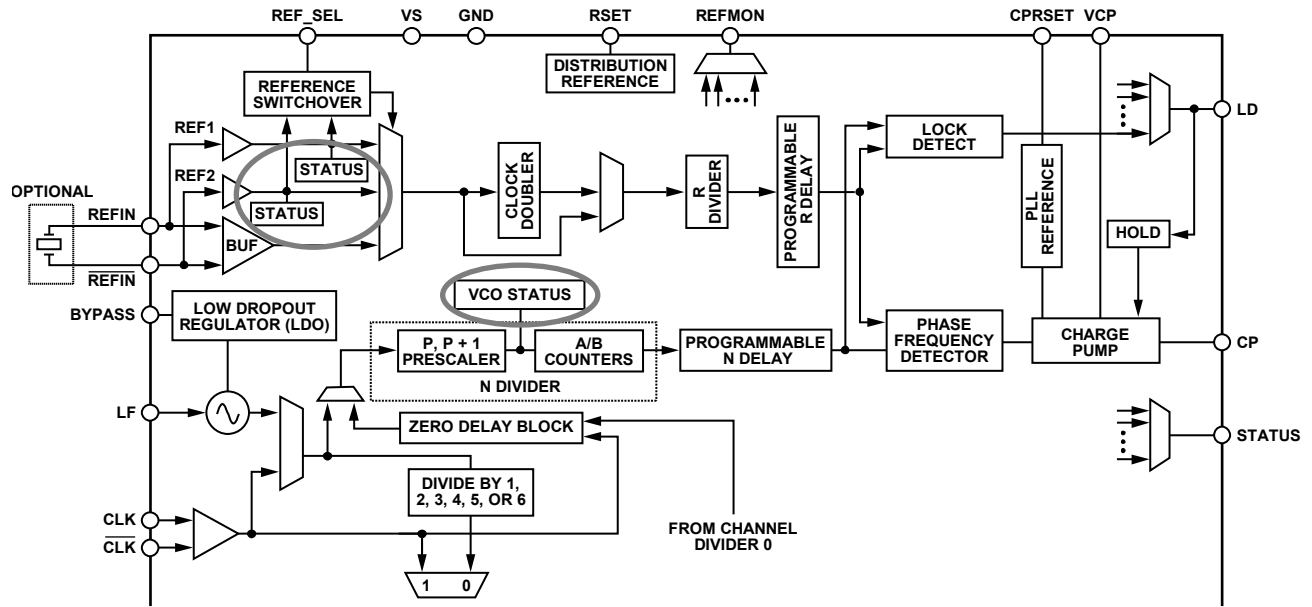 REF_SEL
VS
GND
RSET
REFMON
CPRSET
VCP
REFERENCE
SWITCHOVER
DISTRIBUTION
REFERENCE
REF1
STATUS
REF2
STATUS
BUF
OPTIONAL
REFIN
REFIN
CLOCK
DOUBLER
R
DIVIDER
PROGRAMMABLE
R DELAY
LOCK
DETECT
PLL
REFERENCE
LD
HOLD
BYPASS
LOW DROPOUT
REGULATOR (LDO)
VCO STATUS
P, P + 1
PRESCALER
A/B
COUNTERS
N DIVIDER
PROGRAMMABLE
N DELAY
PHASE
FREQUENCY
DETECTOR
CHARGE
PUMP
CP
LF
ZERO DELAY BLOCK
STATUS
DIVIDE BY 1,
2, 3, 4, 5, OR 6
CLK
CLK
FROM CHANNEL
DIVIDER 0
1 0